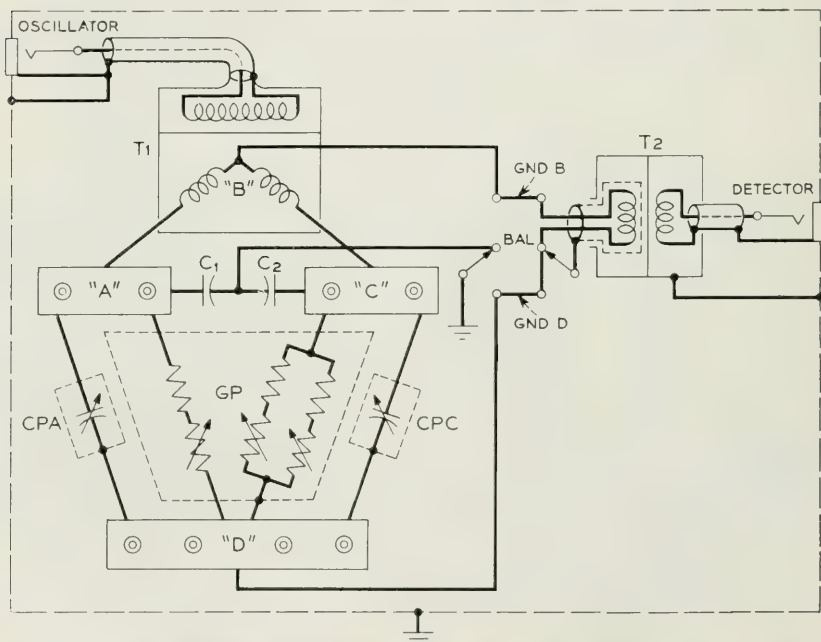 OSCILLATOR
T1
"B"
GND B
T2
DETECTOR
BAL
C1
C2
"A"
"C"
GND D
GP
CPA
CPC
"D"